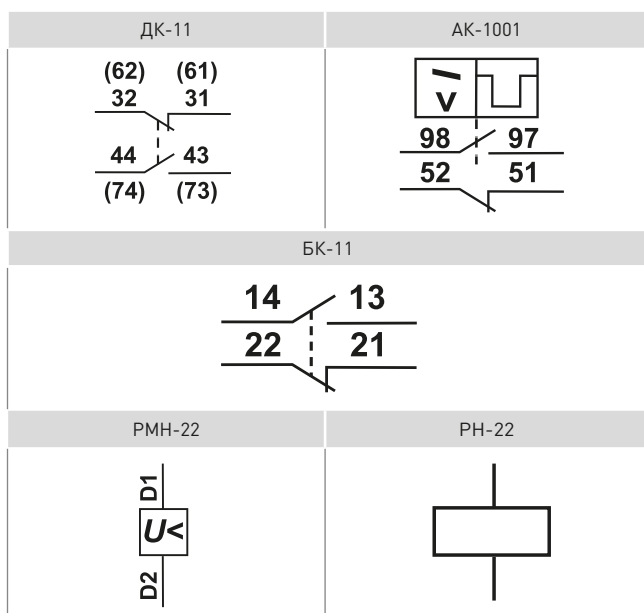 ДК-11
АК-1001
(62) (61)
32 31
44 43
(74) (73)
I >
98 97
52 51
БК-11
14 13
22 21
РМН-22
РН-22
D1
U<
D2